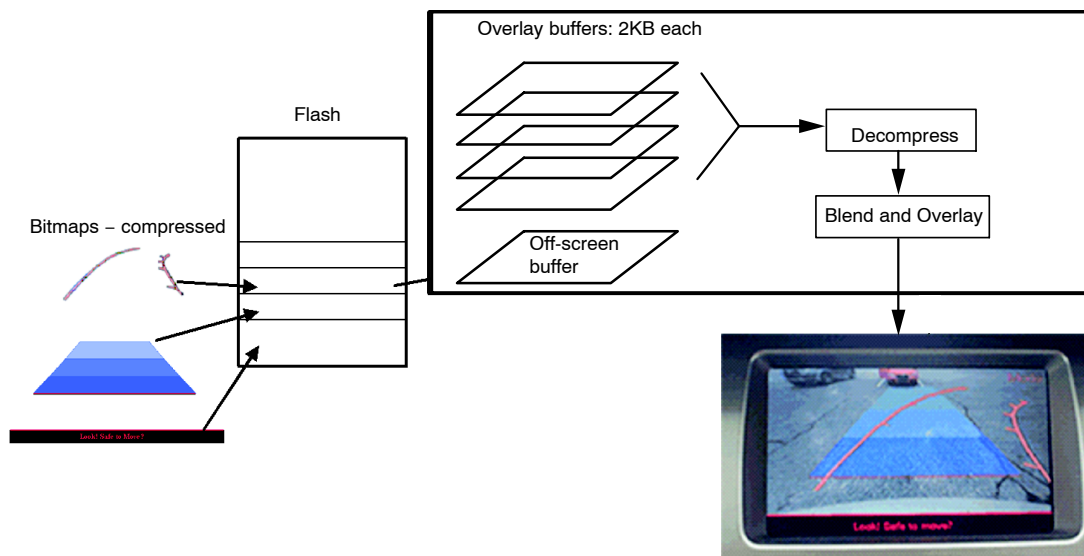 Overlay buffers: 2KB each
Flash
Decompress
Bitmaps – compressed
Blend and Overlay
Off-screen
buffer
Look! Safe to Move?
Look! Safe to move?